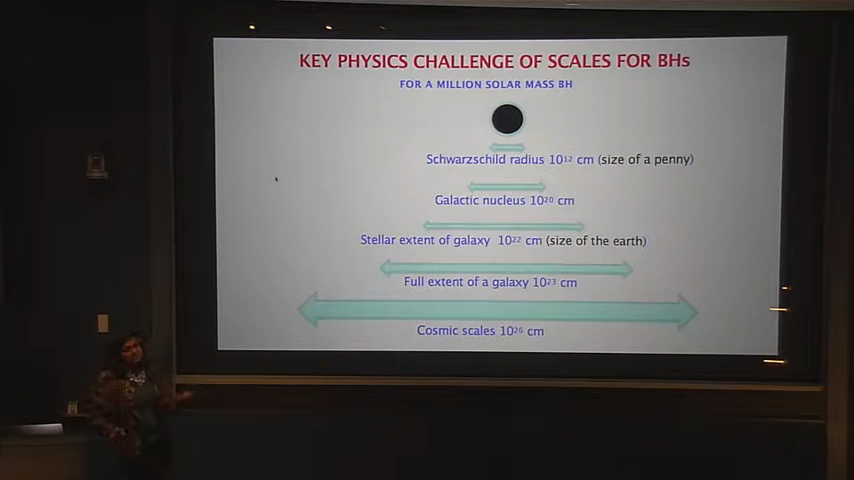 KEY PHYSICS CHALLENGE OF SCALES FOR BHs
FOR A MILLION SOLAR MASS BH
Schwarzschild radius 10¹² cm (size of a penny)
Galactic nucleus 10²⁰ cm
Stellar extent of galaxy 10²² cm (size of the earth)
Full extent of a galaxy 10²³ cm
Cosmic scales 10²⁶ cm